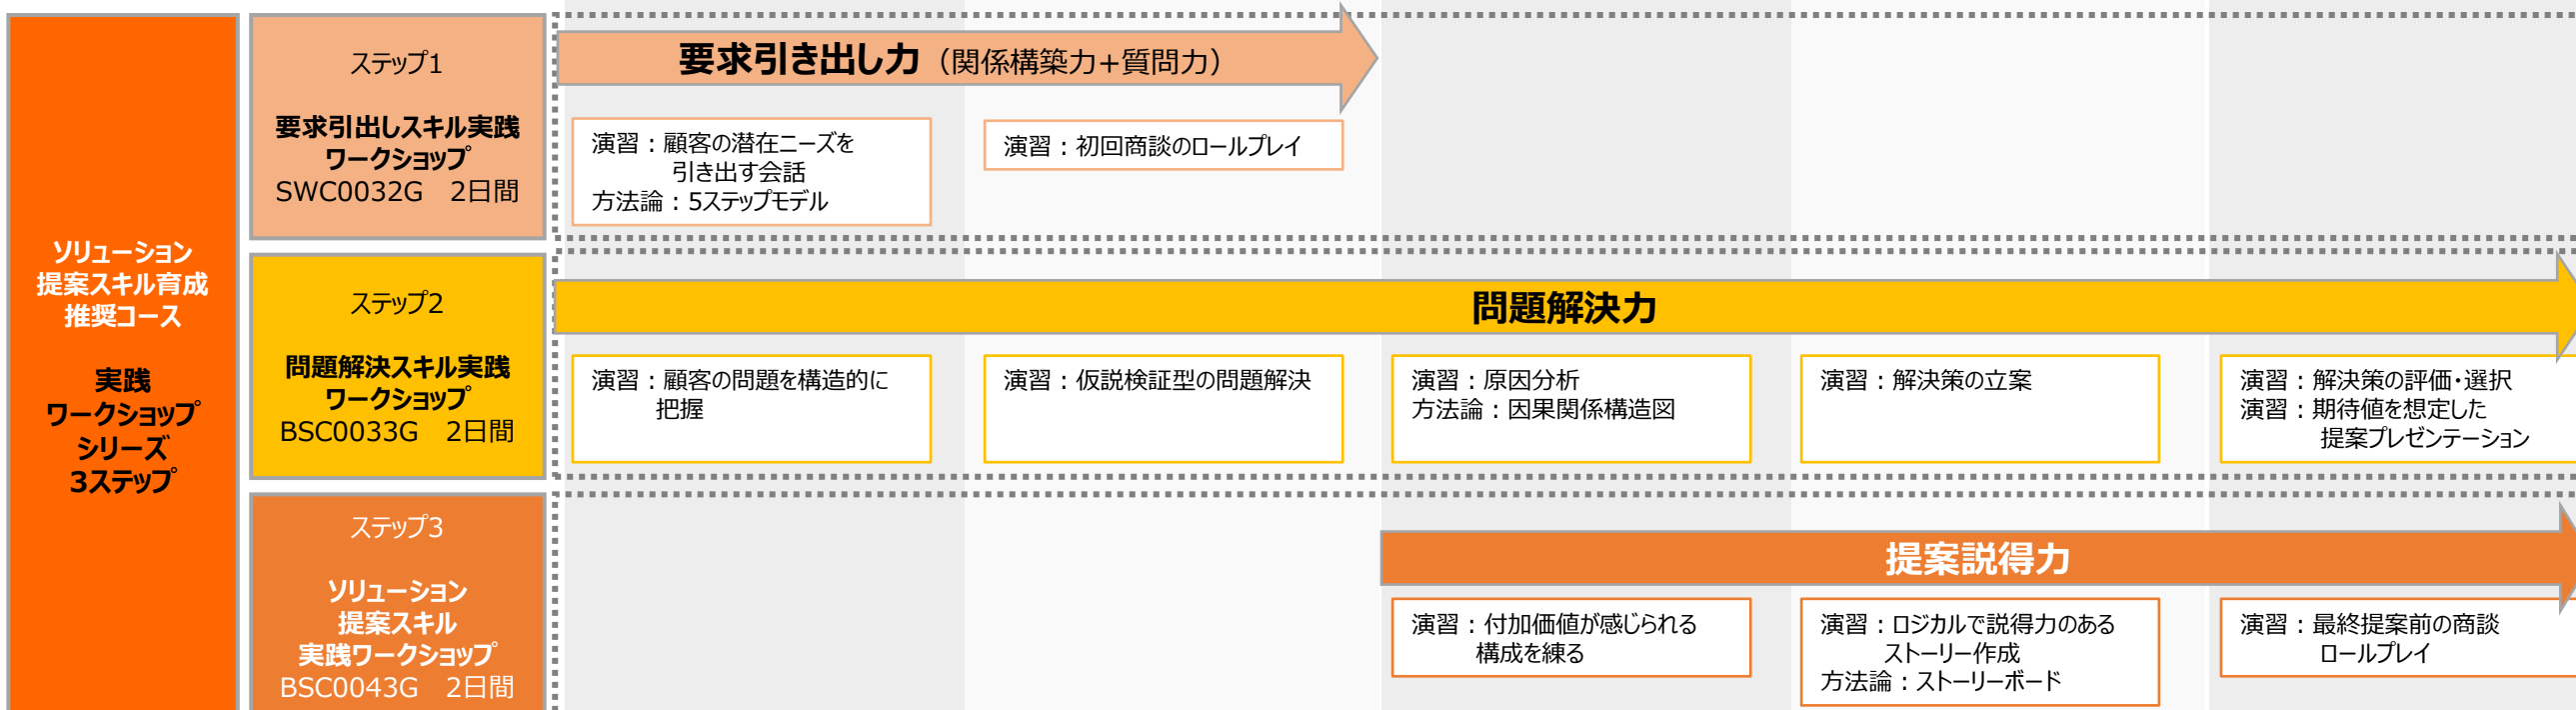 ソリューション
提案スキル育成
推奨コース
実践
ワークショップ
シリーズ
3ステップ
ステップ1
要求引出しスキル実践
ワークショップ
SWC0032G　2日間
要求引き出し力（関係構築力+質問力）
演習：顧客の潜在ニーズを
引き出す会話
方法論：5ステップモデル
演習：初回商談のロールプレイ
ステップ2
問題解決スキル実践
ワークショップ
BSC0033G　2日間
問題解決力
演習：顧客の問題を構造的に
把握
演習：仮説検証型の問題解決
演習：原因分析
方法論：因果関係構造図
演習：解決策の立案
演習：解決策の評価・選択
演習：期待値を想定した
提案プレゼンテーション
ステップ3
ソリューション
提案スキル
実践ワークショップ
BSC0043G　2日間
提案説得力
演習：付加価値が感じられる
構成を練る
演習：ロジカルで説得力のある
ストーリー作成
方法論：ストーリーボード
演習：最終提案前の商談
ロールプレイ